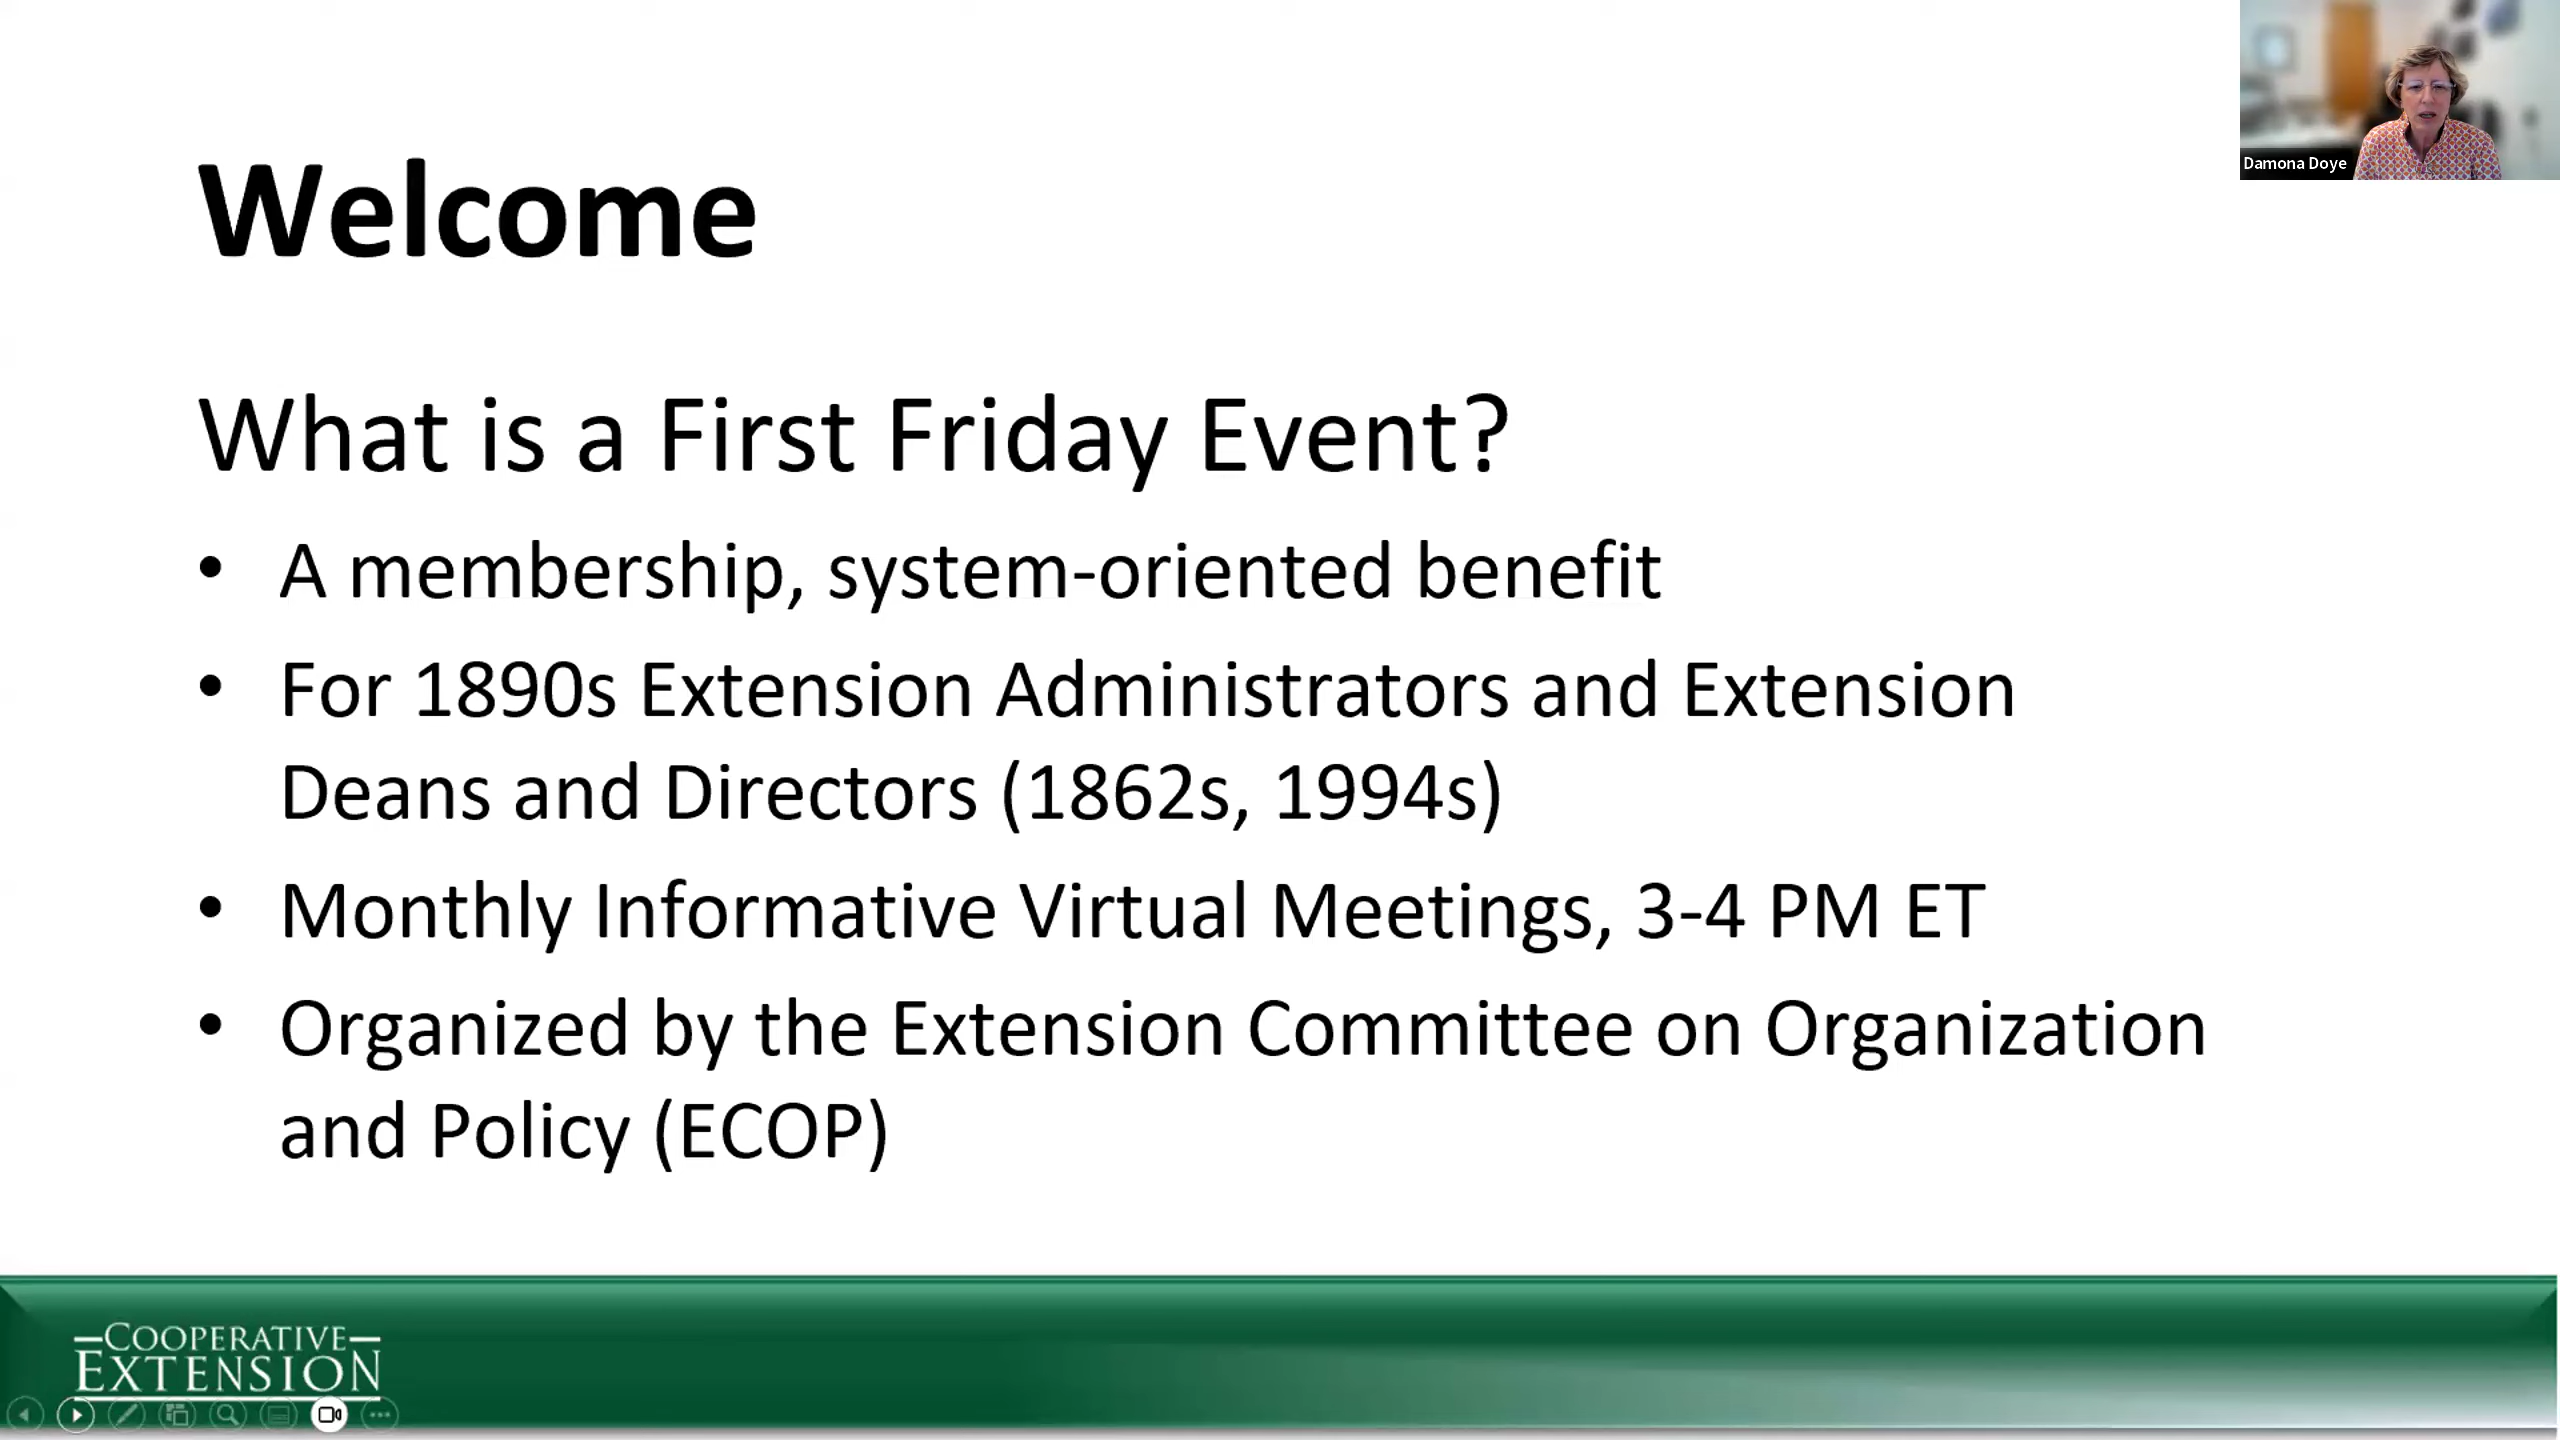 Welcome
Damona Doye
What is a First Friday Event?
• A membership, system-oriented benefit
• For 1890s Extension Administrators and Extension
Deans and Directors (1862s, 1994s)
• Monthly Informative Virtual Meetings, 3-4 PM ET
• Organized by the Extension Committee on Organization
and Policy (ECOP)
COOPERATIVE
EXTENSION